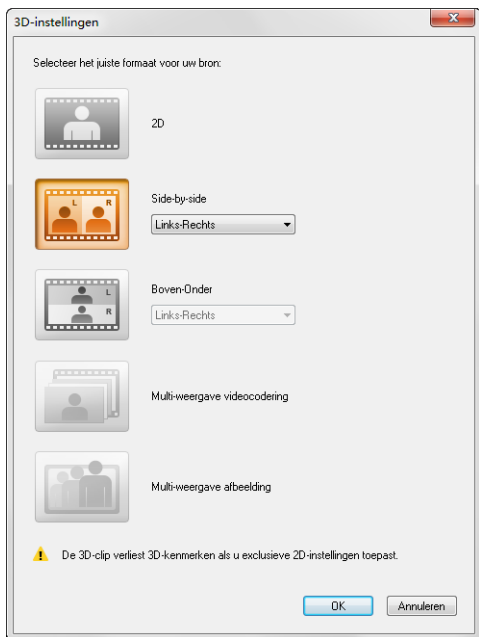 3D-instellingen
Selecteer het juiste formaat voor uw bron:
2D
L R
Side-by-side
Links-Rechts
L
R
Boven-Onder
Links-Rechts
Multi-weergave videocodering
Multi-weergave afbeelding
De 3D-clip verliest 3D-kenmerken als u exclusieve 2D-instellingen toepast.
OK Annuleren